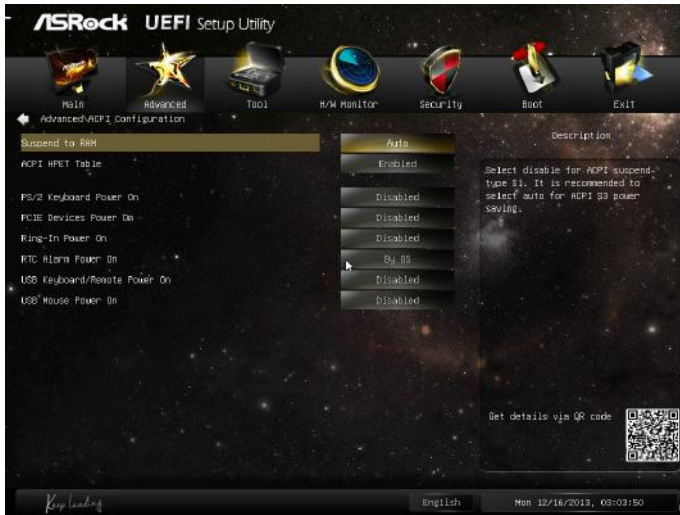 ASRock UEFI Setup Utility
Main Advanced Tool H/W Monitor Security Boot Exit
Advanced\ACPI Configuration
Description
Suspend to RAM Auto
ACPI HPET Table Enabled
Select disable for ACPI suspend-
type S1. It is recommended to
select auto for ACPI S3 power
saving.
PS/2 Keyboard Power On Disabled
PCIE Devices Power On Disabled
Ring-In Power On Disabled
RTC Alarm Power On By OS
USB Keyboard/Remote Power On Disabled
USB Mouse Power On Disabled
Get details via QR code
Keep Leading
English
Mon 12/16/2013, 03:03:50